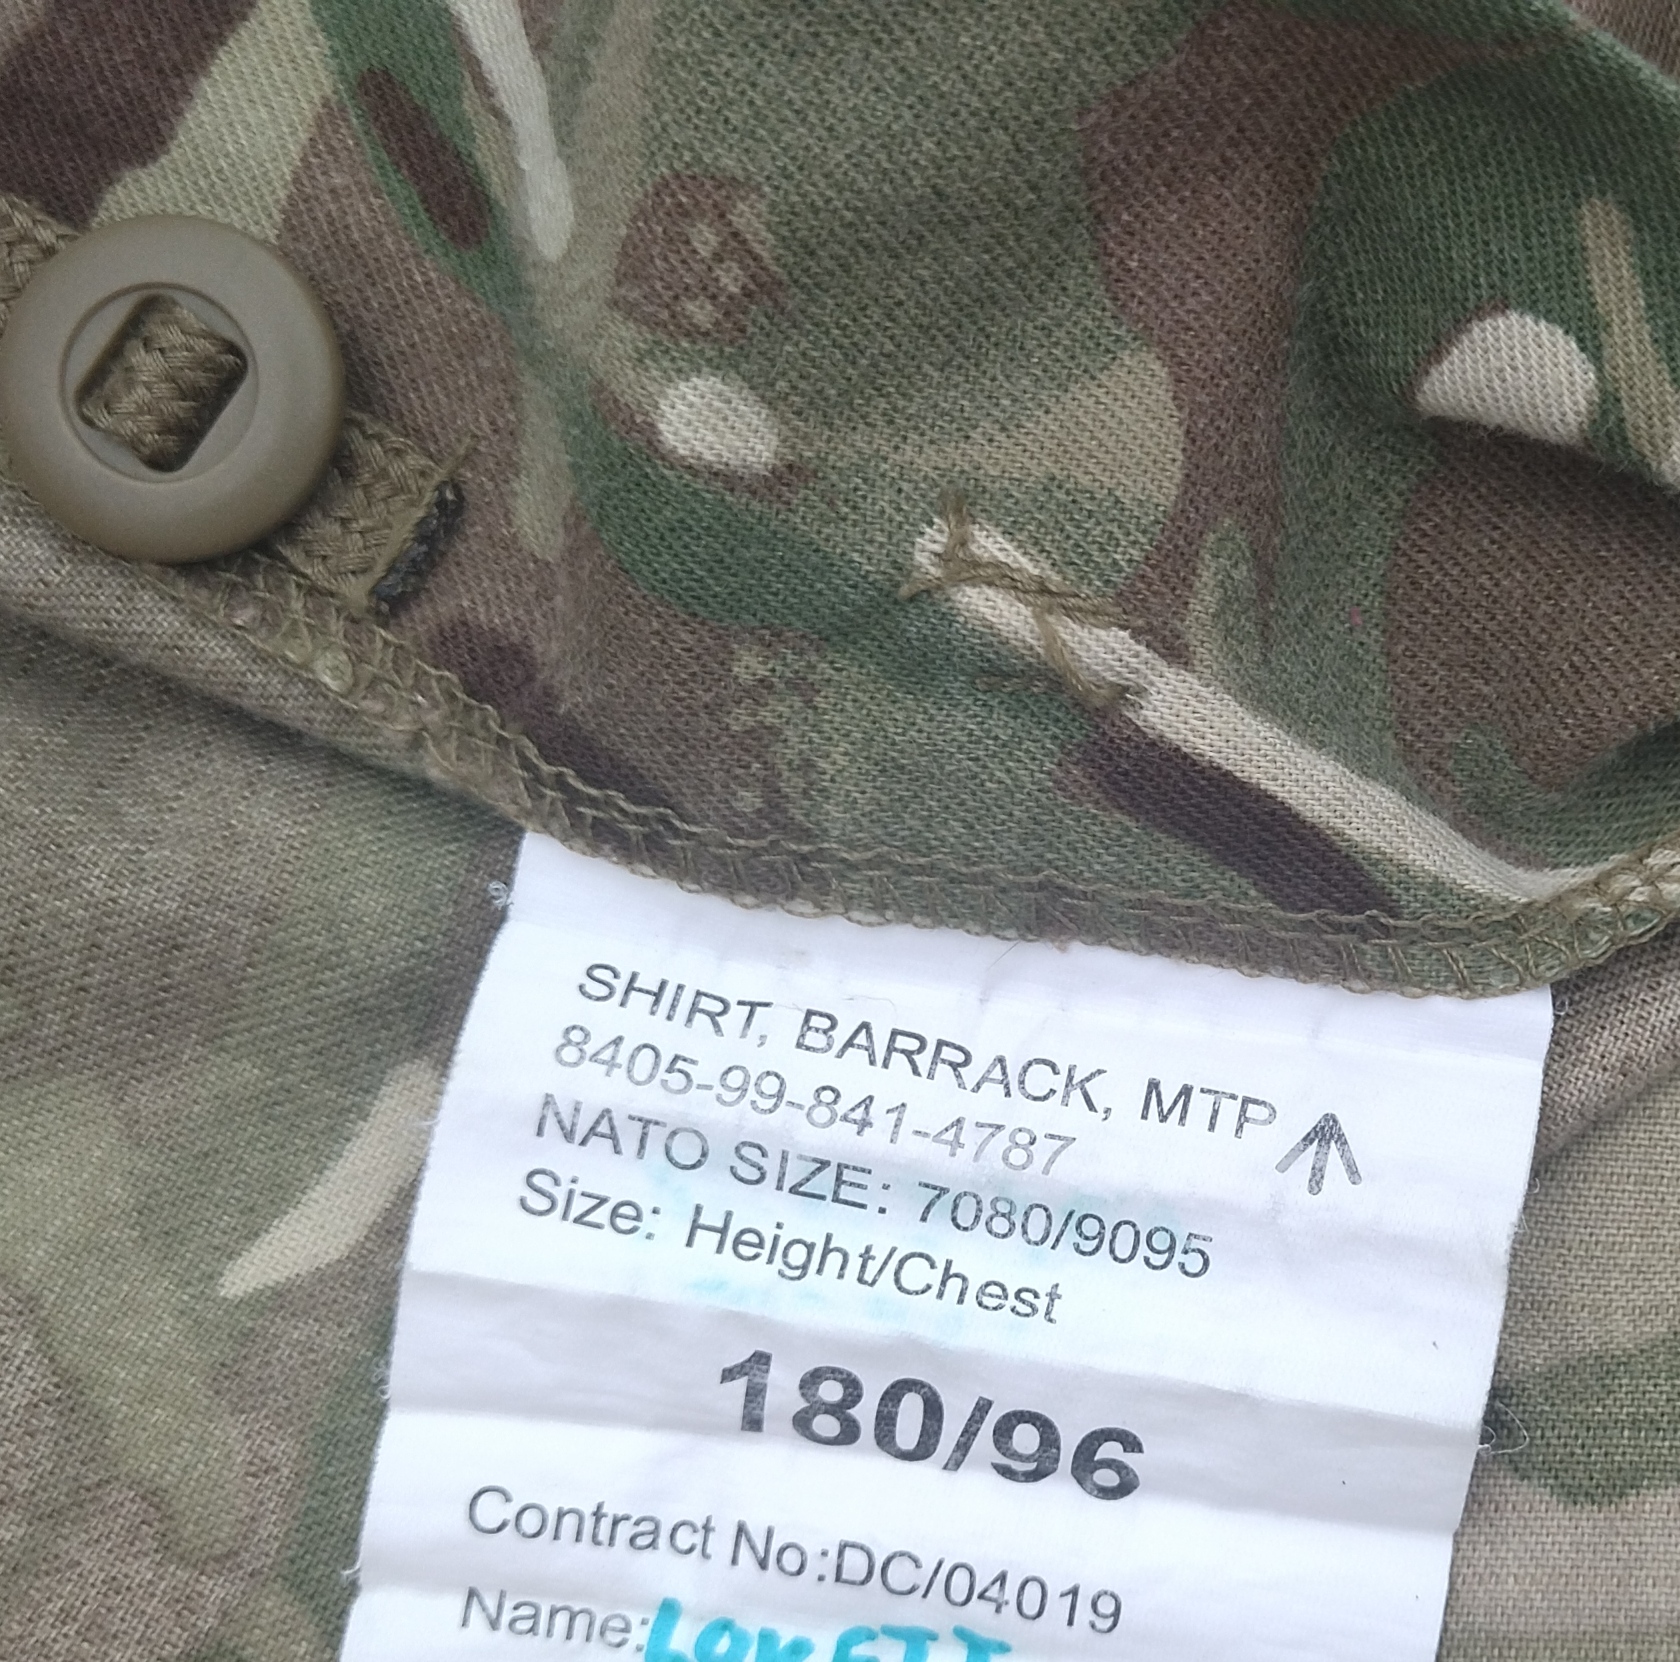 SHIRT, BARRACK, MTP
8405-99-841-4787
NATO SIZE: 7080/9095
Size: Height/Chest
180/96
Contract No:DC/04019
Name: